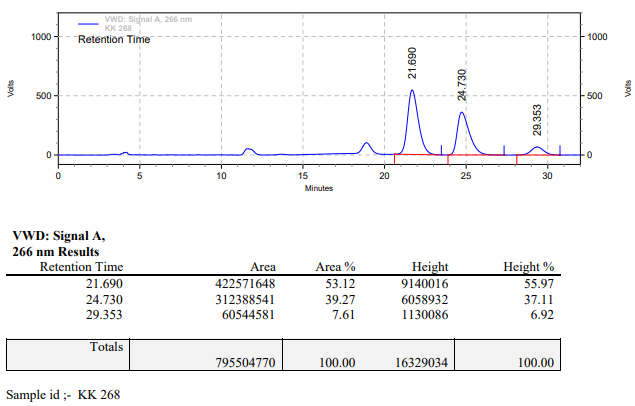 VWD: Signal A, 266 nm
KK 268
Retention Time
1000
500
0
Volts
21.690
24.730
29.353
1000
500
0
Volts
0 5 10 15 20 25 30
Minutes
VWD: Signal A,
266 nm Results
Retention Time Area Area % Height Height %
21.690 422571648 53.12 9140016 55.97
24.730 312388541 39.27 6058932 37.11
29.353 60544581 7.61 1130086 6.92
Totals
795504770 100.00 16329034 100.00
Sample id ;- KK 268